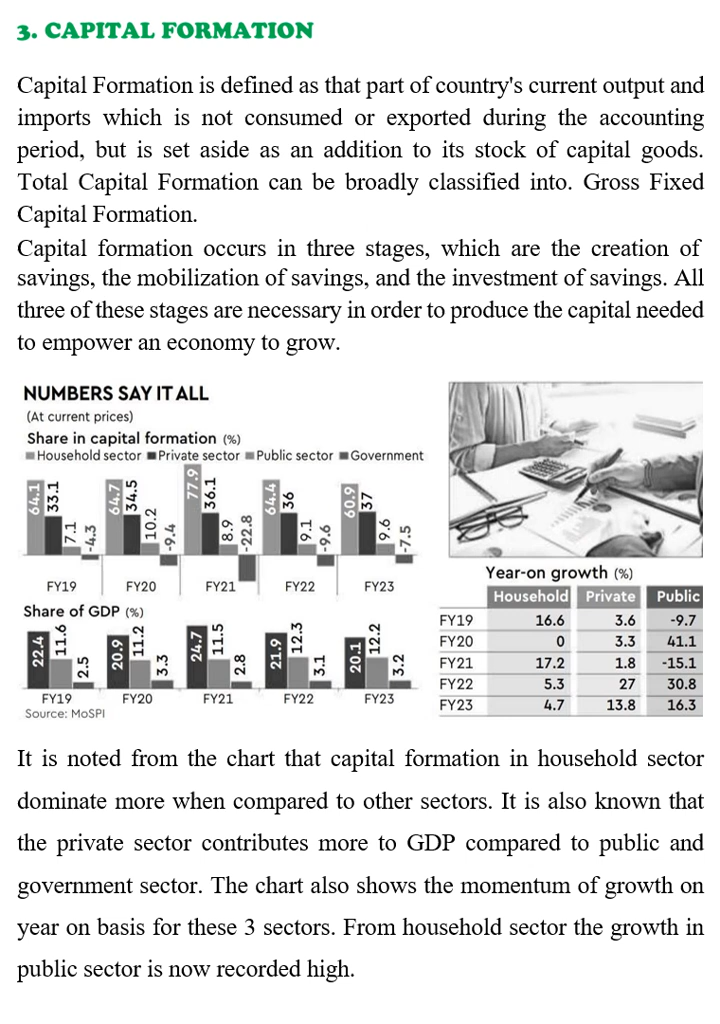 3. CAPITAL FORMATION
Capital Formation is defined as that part of country's current output and
imports which is not consumed or exported during the accounting
period, but is set aside as an addition to its stock of capital goods.
Total Capital Formation can be broadly classified into. Gross Fixed
Capital Formation.
Capital formation occurs in three stages, which are the creation of
savings, the mobilization of savings, and the investment of savings. All
three of these stages are necessary in order to produce the capital needed
to empower an economy to grow.
NUMBERS SAY IT ALL
(At current prices)
Share in capital formation (%)
Household sector Private sector Public sector Government
64.1 33.1 7.1 -4.3
64.7 34.5 10.2 -9.4
77.9 36.1 8.9 -22.8
64.4 36 9.1 -9.6
60.9 37 9.6 -7.5
FY19 FY20 FY21 FY22 FY23
Share of GDP (%)
22.4 11.6 2.5
20.9 11.2 3.3
24.7 11.5 2.8
21.9 12.3 3.1
20.1 12.2 3.2
FY19 FY20 FY21 FY22 FY23
Source: MoSPI
Year-on growth (%)
Household Private Public
FY19 16.6 3.6 -9.7
FY20 0 3.3 41.1
FY21 17.2 1.8 -15.1
FY22 5.3 27 30.8
FY23 4.7 13.8 16.3
It is noted from the chart that capital formation in household sector
dominate more when compared to other sectors. It is also known that
the private sector contributes more to GDP compared to public and
government sector. The chart also shows the momentum of growth on
year on basis for these 3 sectors. From household sector the growth in
public sector is now recorded high.